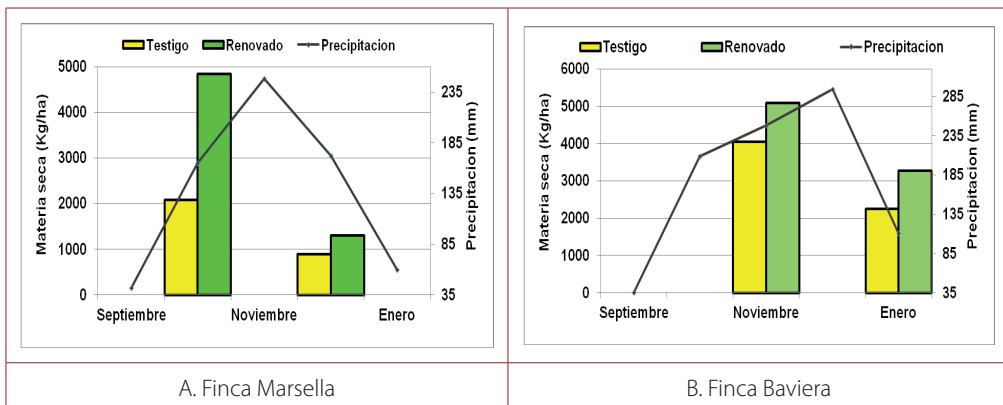 Testigo Renovado Precipitacion
Materia seca (Kg/ha)
5000
4000
3000
2000
1000
0
235
185
135
85
35
Precipitacion (mm)
Septiembre Noviembre Enero
A. Finca Marsella
Testigo Renovado Precipitacion
Materia seca (Kg/ha)
6000
5000
4000
3000
2000
1000
0
285
235
185
135
85
35
Precipitacion (mm)
Septiembre Noviembre Enero
B. Finca Baviera